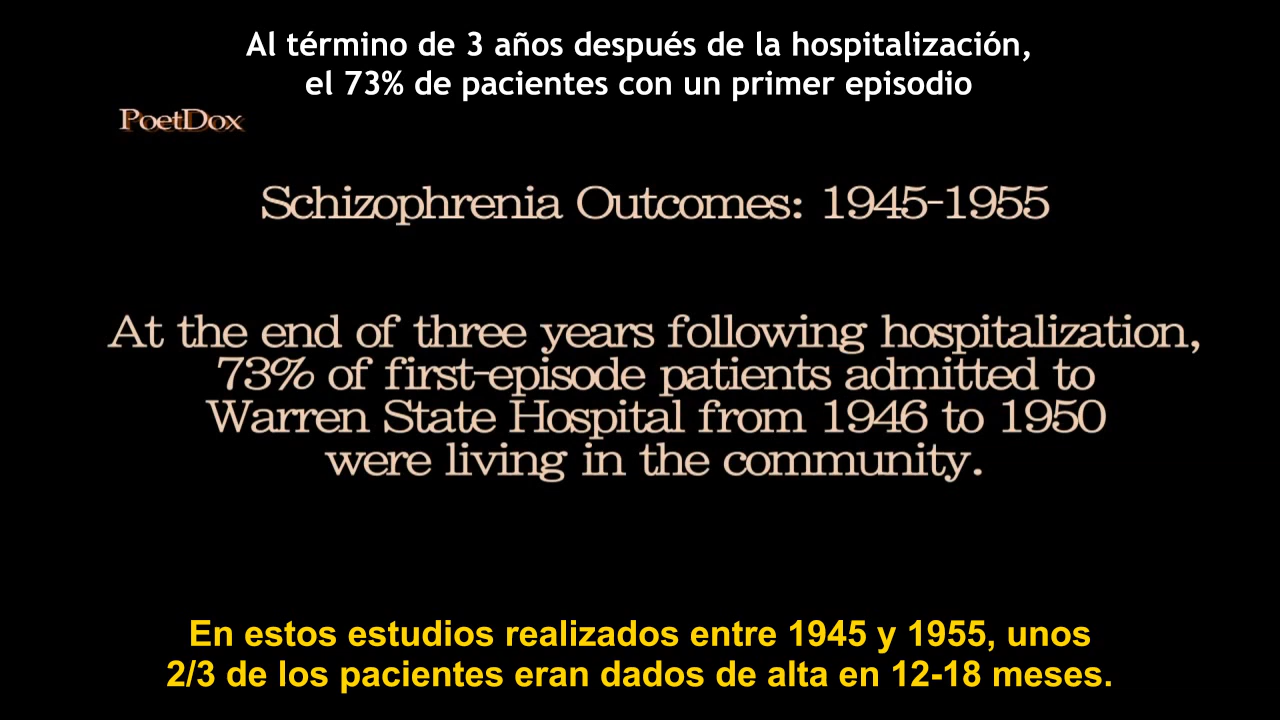 Al término de 3 años después de la hospitalización,
el 73% de pacientes con un primer episodio
PoetDox
Schizophrenia Outcomes: 1945-1955
At the end of three years following hospitalization,
73% of first-episode patients admitted to
Warren State Hospital from 1946 to 1950
were living in the community.
En estos estudios realizados entre 1945 y 1955, unos
2/3 de los pacientes eran dados de alta en 12-18 meses.